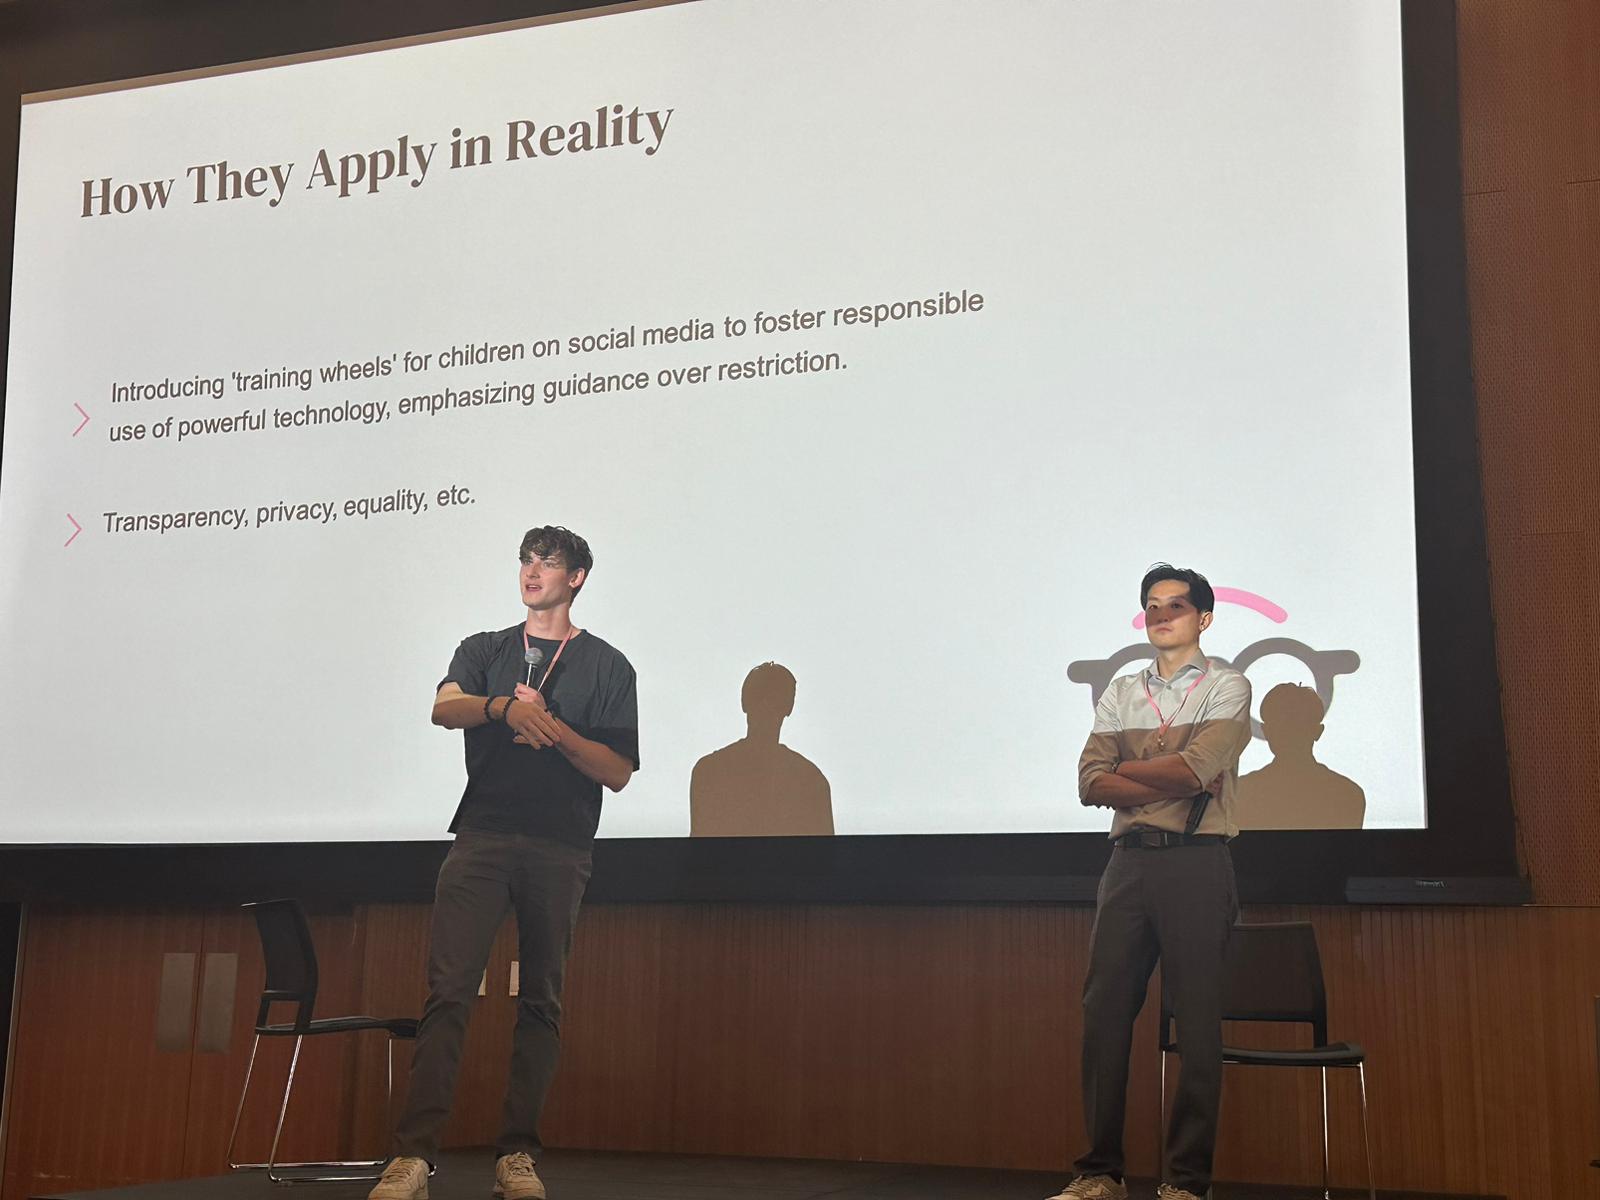 How They Apply in Reality
Introducing 'training wheels' for children on social media to foster responsible
use of powerful technology, emphasizing guidance over restriction.
Transparency, privacy, equality, etc.